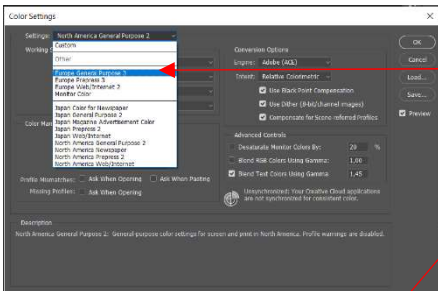 Color Settings
Settings: North America General Purpose 2
Custom
Other
Europe General Purpose 3
Europe Prepress 3
Europe Web/Internet 2
Monitor Color
Japan Color for Newspaper
Japan General Purpose 2
Japan Magazine Advertisement Color
Japan Prepress 2
Japan Web/Internet
North America General Purpose 2
North America Newspaper
North America Prepress 2
North America Web/Internet
Working S
Color Man
Profile Mismatches: Ask When Opening Ask When Pasting
Missing Profiles: Ask When Opening
Conversion Options
Engine: Adobe (ACE)
Intent: Relative Colorimetric
Use Black Point Compensation
Use Dither (8-bit/channel images)
Compensate for Scene-referred Profiles
Advanced Controls
Desaturate Monitor Colors By: 20 %
Blend RGB Colors Using Gamma: 1,00
Blend Text Colors Using Gamma: 1,45
Unsynchronized: Your Creative Cloud applications
are not synchronized for consistent color.
OK
Cancel
Load...
Save...
Preview
Description
North America General Purpose 2: General-purpose color settings for screen and print in North America. Profile warnings are disabled.